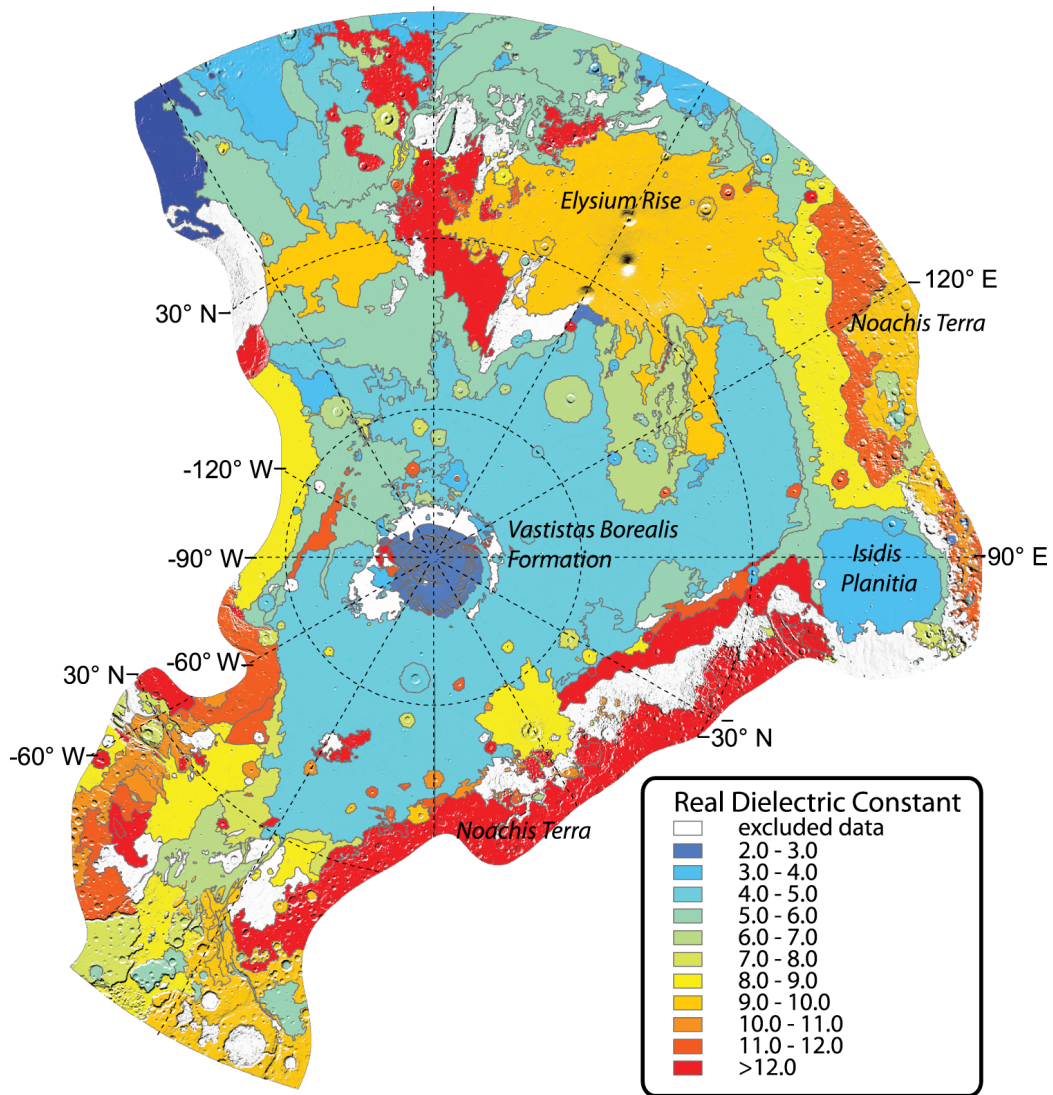 Elysium Rise
120° E
30° N
Noachis Terra
-120° W
Vastistas Borealis
Formation
-90° W
Isidis
Planitia
90° E
-60° W
30° N
-60° W
30° N
Noachis Terra
Real Dielectric Constant
excluded data
2.0 - 3.0
3.0 - 4.0
4.0 - 5.0
5.0 - 6.0
6.0 - 7.0
7.0 - 8.0
8.0 - 9.0
9.0 - 10.0
10.0 - 11.0
11.0 - 12.0
>12.0